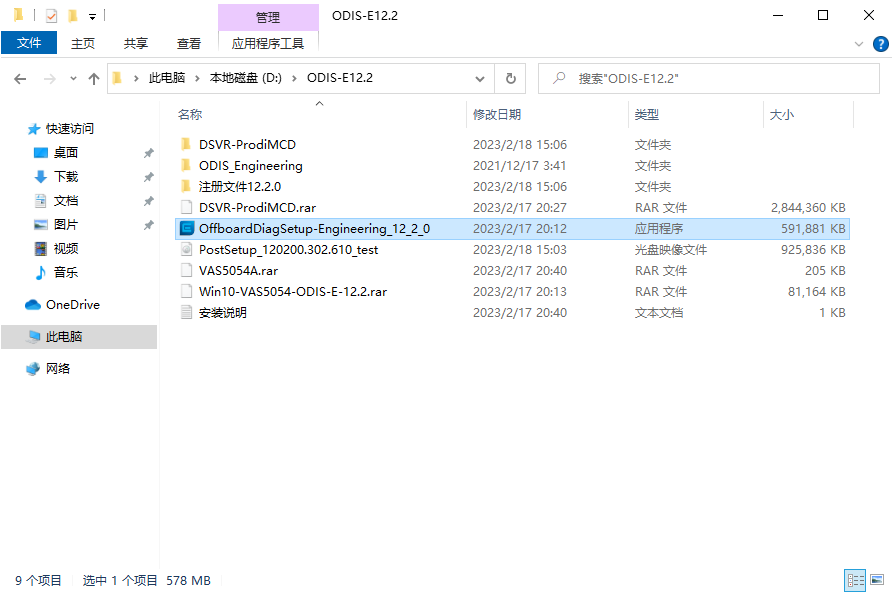 管理
ODIS-E12.2
文件 主页 共享 查看 应用程序工具
此电脑 本地磁盘 (D:) ODIS-E12.2
搜索"ODIS-E12.2"
名称 修改日期 类型 大小
快速访问
桌面
下载
文档
图片
视频
音乐
OneDrive
此电脑
网络
DSVR-ProdiMCD 2023/2/18 15:06 文件夹
ODIS_Engineering 2021/12/17 3:41 文件夹
注册文件12.2.0 2023/2/18 15:06 文件夹
DSVR-ProdiMCD.rar 2023/2/17 20:27 RAR 文件 2,844,360 KB
OffboardDiagSetup-Engineering_12_2_0 2023/2/17 20:12 应用程序 591,881 KB
PostSetup_120200.302.610_test 2023/2/18 15:03 光盘映像文件 925,836 KB
VAS5054A.rar 2023/2/17 20:40 RAR 文件 205 KB
Win10-VAS5054-ODIS-E-12.2.rar 2023/2/17 20:13 RAR 文件 81,164 KB
安装说明 2023/2/17 20:40 文本文档 1 KB
9 个项目 选中 1 个项目 578 MB